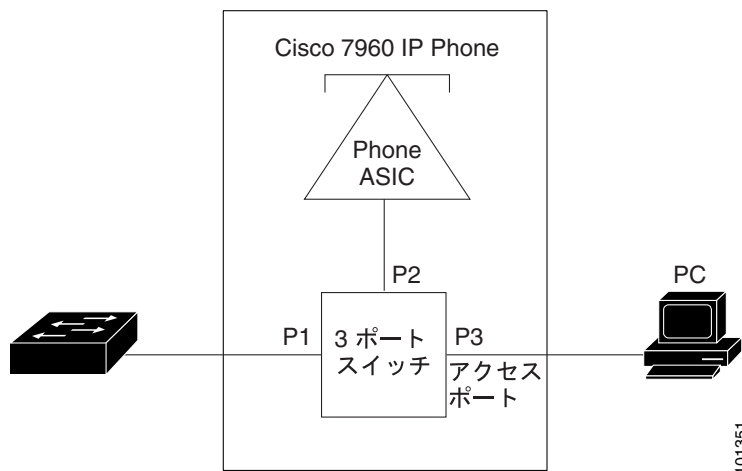 Cisco 7960 IP Phone
Phone
ASIC
P2
PC
P1
3 ポート
スイッチ
P3
アクセス
ポート
101351